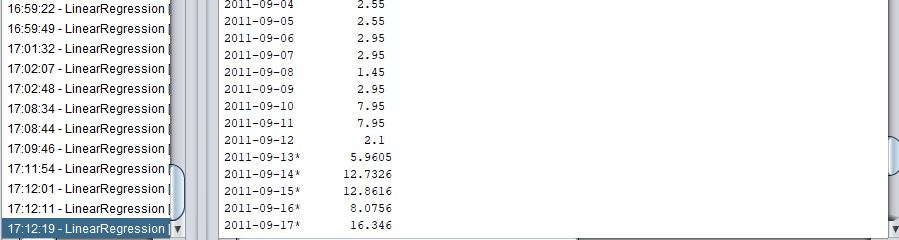 16:59:22 - LinearRegression
16:59:49 - LinearRegression
17:01:32 - LinearRegression
17:02:07 - LinearRegression
17:02:48 - LinearRegression
17:08:34 - LinearRegression
17:08:44 - LinearRegression
17:09:46 - LinearRegression
17:11:54 - LinearRegression
17:12:01 - LinearRegression
17:12:11 - LinearRegression
17:12:19 - LinearRegression
2011-09-04 2.55
2011-09-05 2.55
2011-09-06 2.95
2011-09-07 2.95
2011-09-08 1.45
2011-09-09 2.95
2011-09-10 7.95
2011-09-11 7.95
2011-09-12 2.1
2011-09-13* 5.9605
2011-09-14* 12.7326
2011-09-15* 12.8616
2011-09-16* 8.0756
2011-09-17* 16.346